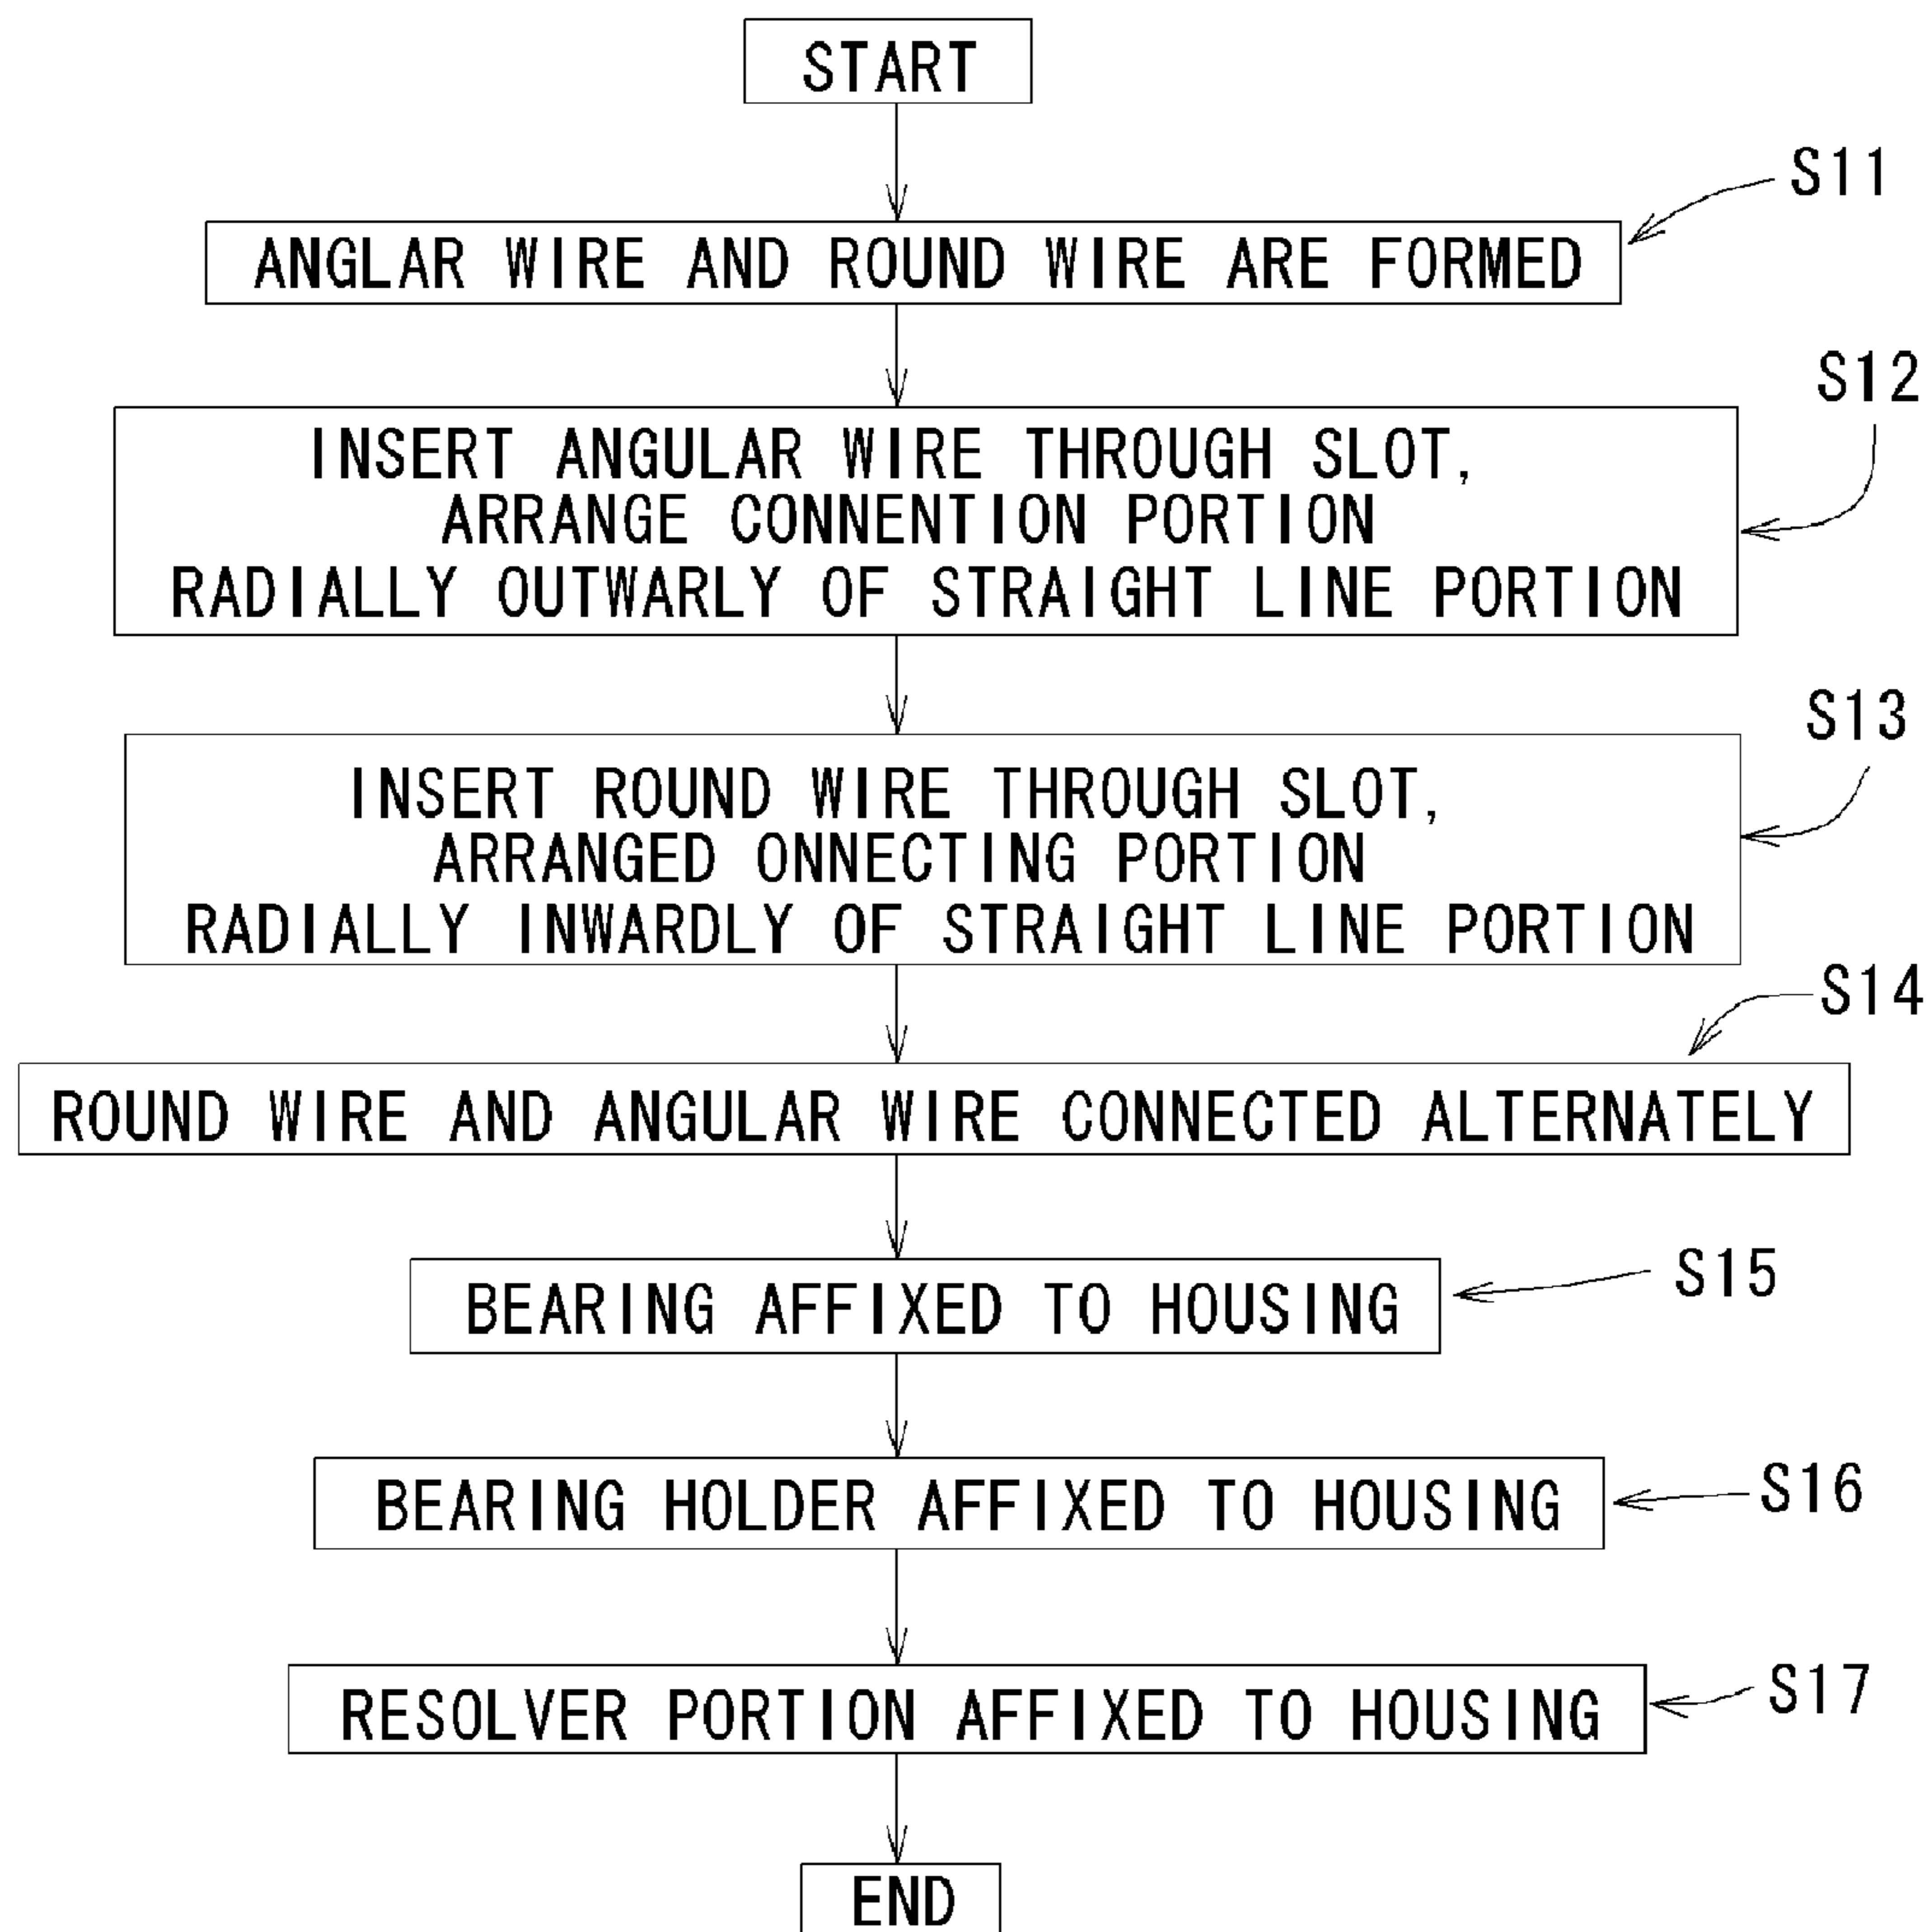 START
S11
ANGLAR WIRE AND ROUND WIRE ARE FORMED
S12
INSERT ANGULAR WIRE THROUGH SLOT,
ARRANGE CONNENTION PORTION
RADIALLY OUTWARLY OF STRAIGHT LINE PORTION
S13
INSERT ROUND WIRE THROUGH SLOT,
ARRANGED ONNECTING PORTION
RADIALLY INWARDLY OF STRAIGHT LINE PORTION
S14
ROUND WIRE AND ANGULAR WIRE CONNECTED ALTERNATELY
S15
BEARING AFFIXED TO HOUSING
S16
BEARING HOLDER AFFIXED TO HOUSING
S17
RESOLVER PORTION AFFIXED TO HOUSING
END